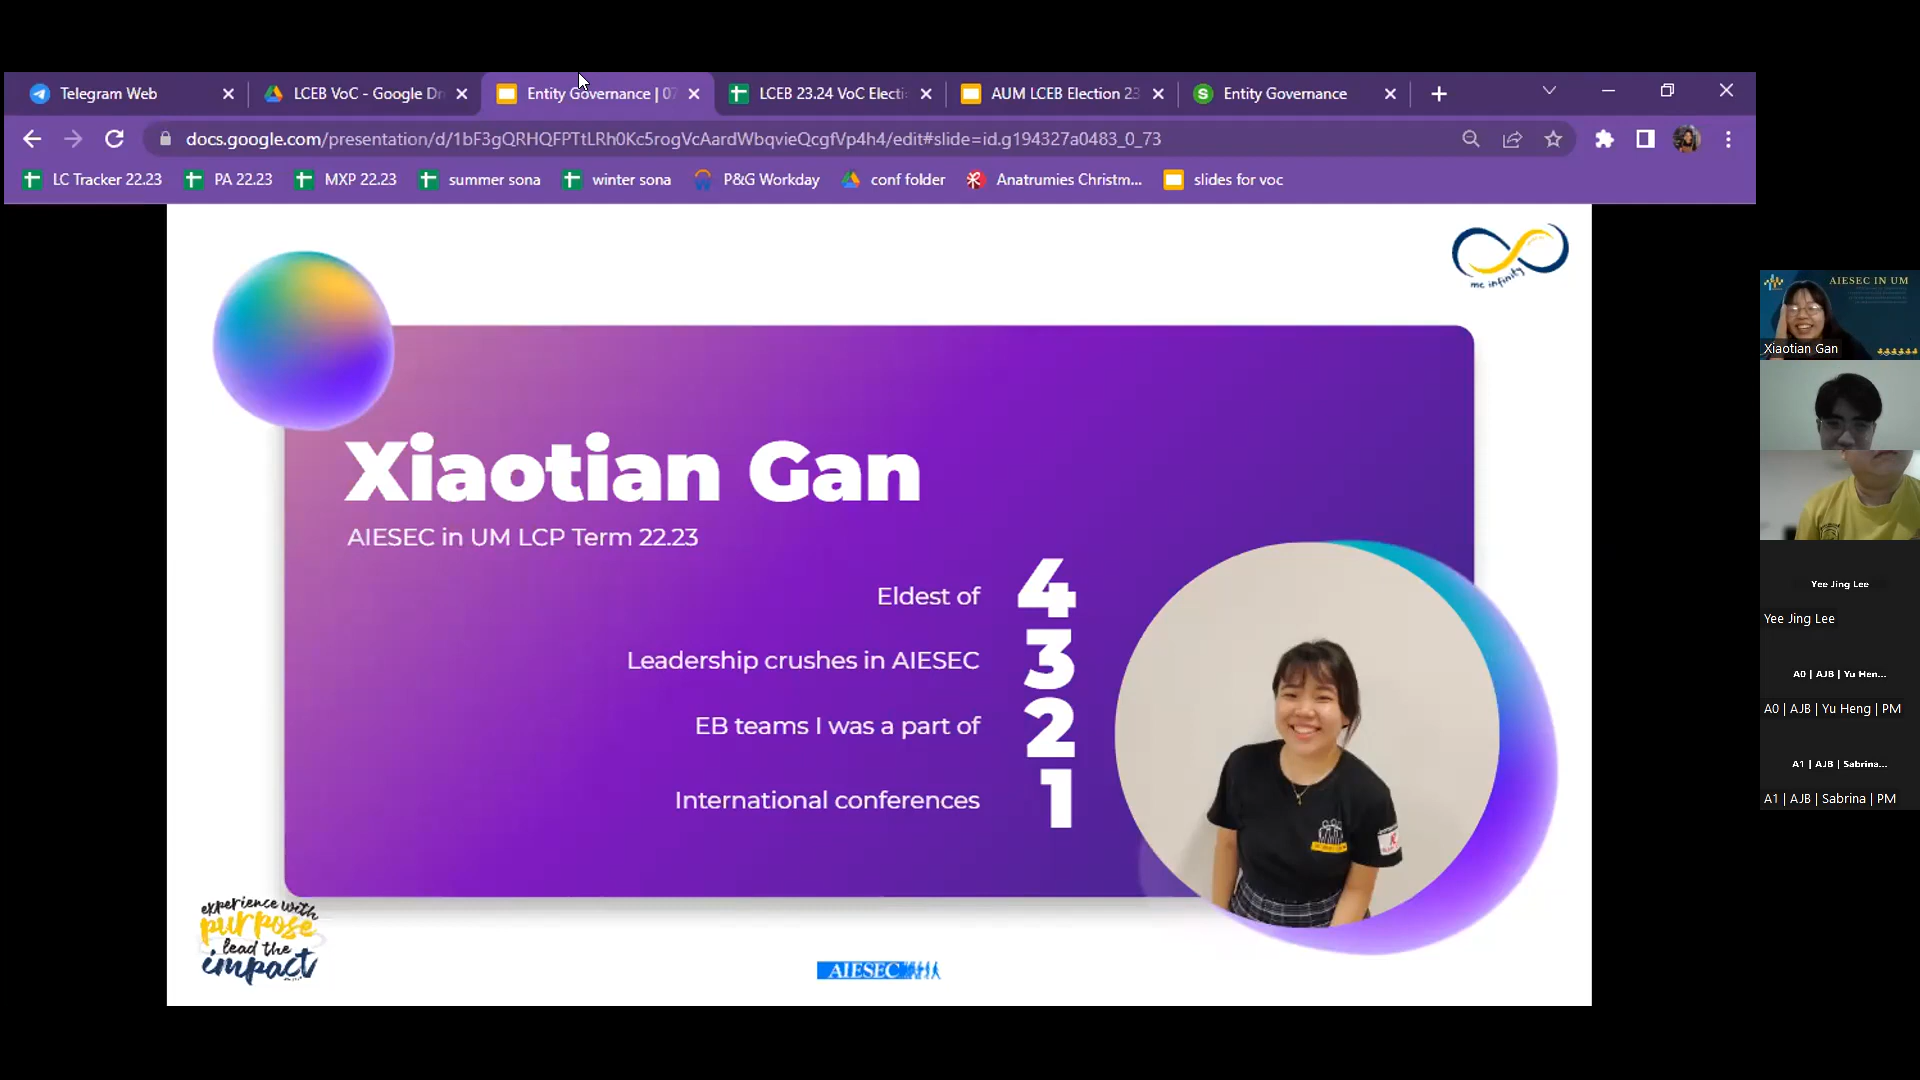 Telegram Web
LCEB VoC - Google Dr
Entity Governance | 07
LCEB 23.24 VoC Electi
AUM LCEB Election 23
Entity Governance
docs.google.com/presentation/d/1bF3gQRHQFPTtLRh0Kc5rogVcAardWbqvieQcgfVp4h4/edit#slide=id.g194327a0483_0_73
LC Tracker 22.23
PA 22.23
MXP 22.23
summer sona
winter sona
P&G Workday
conf folder
Anatrumies Christm...
slides for voc
mc infinity
Xiaotian Gan
AIESEC in UM LCP Term 22.23
Eldest of 4
Leadership crushes in AIESEC 3
EB teams I was a part of 2
International conferences 1
experience with
purpose
lead the
impact
AIESEC
AIESEC IN UM
Xiaotian Gan
Yee Jing Lee
Yee Jing Lee
A0 | AJB | Yu Hen...
A0 | AJB | Yu Heng | PM
A1 | AJB | Sabrina...
A1 | AJB | Sabrina | PM